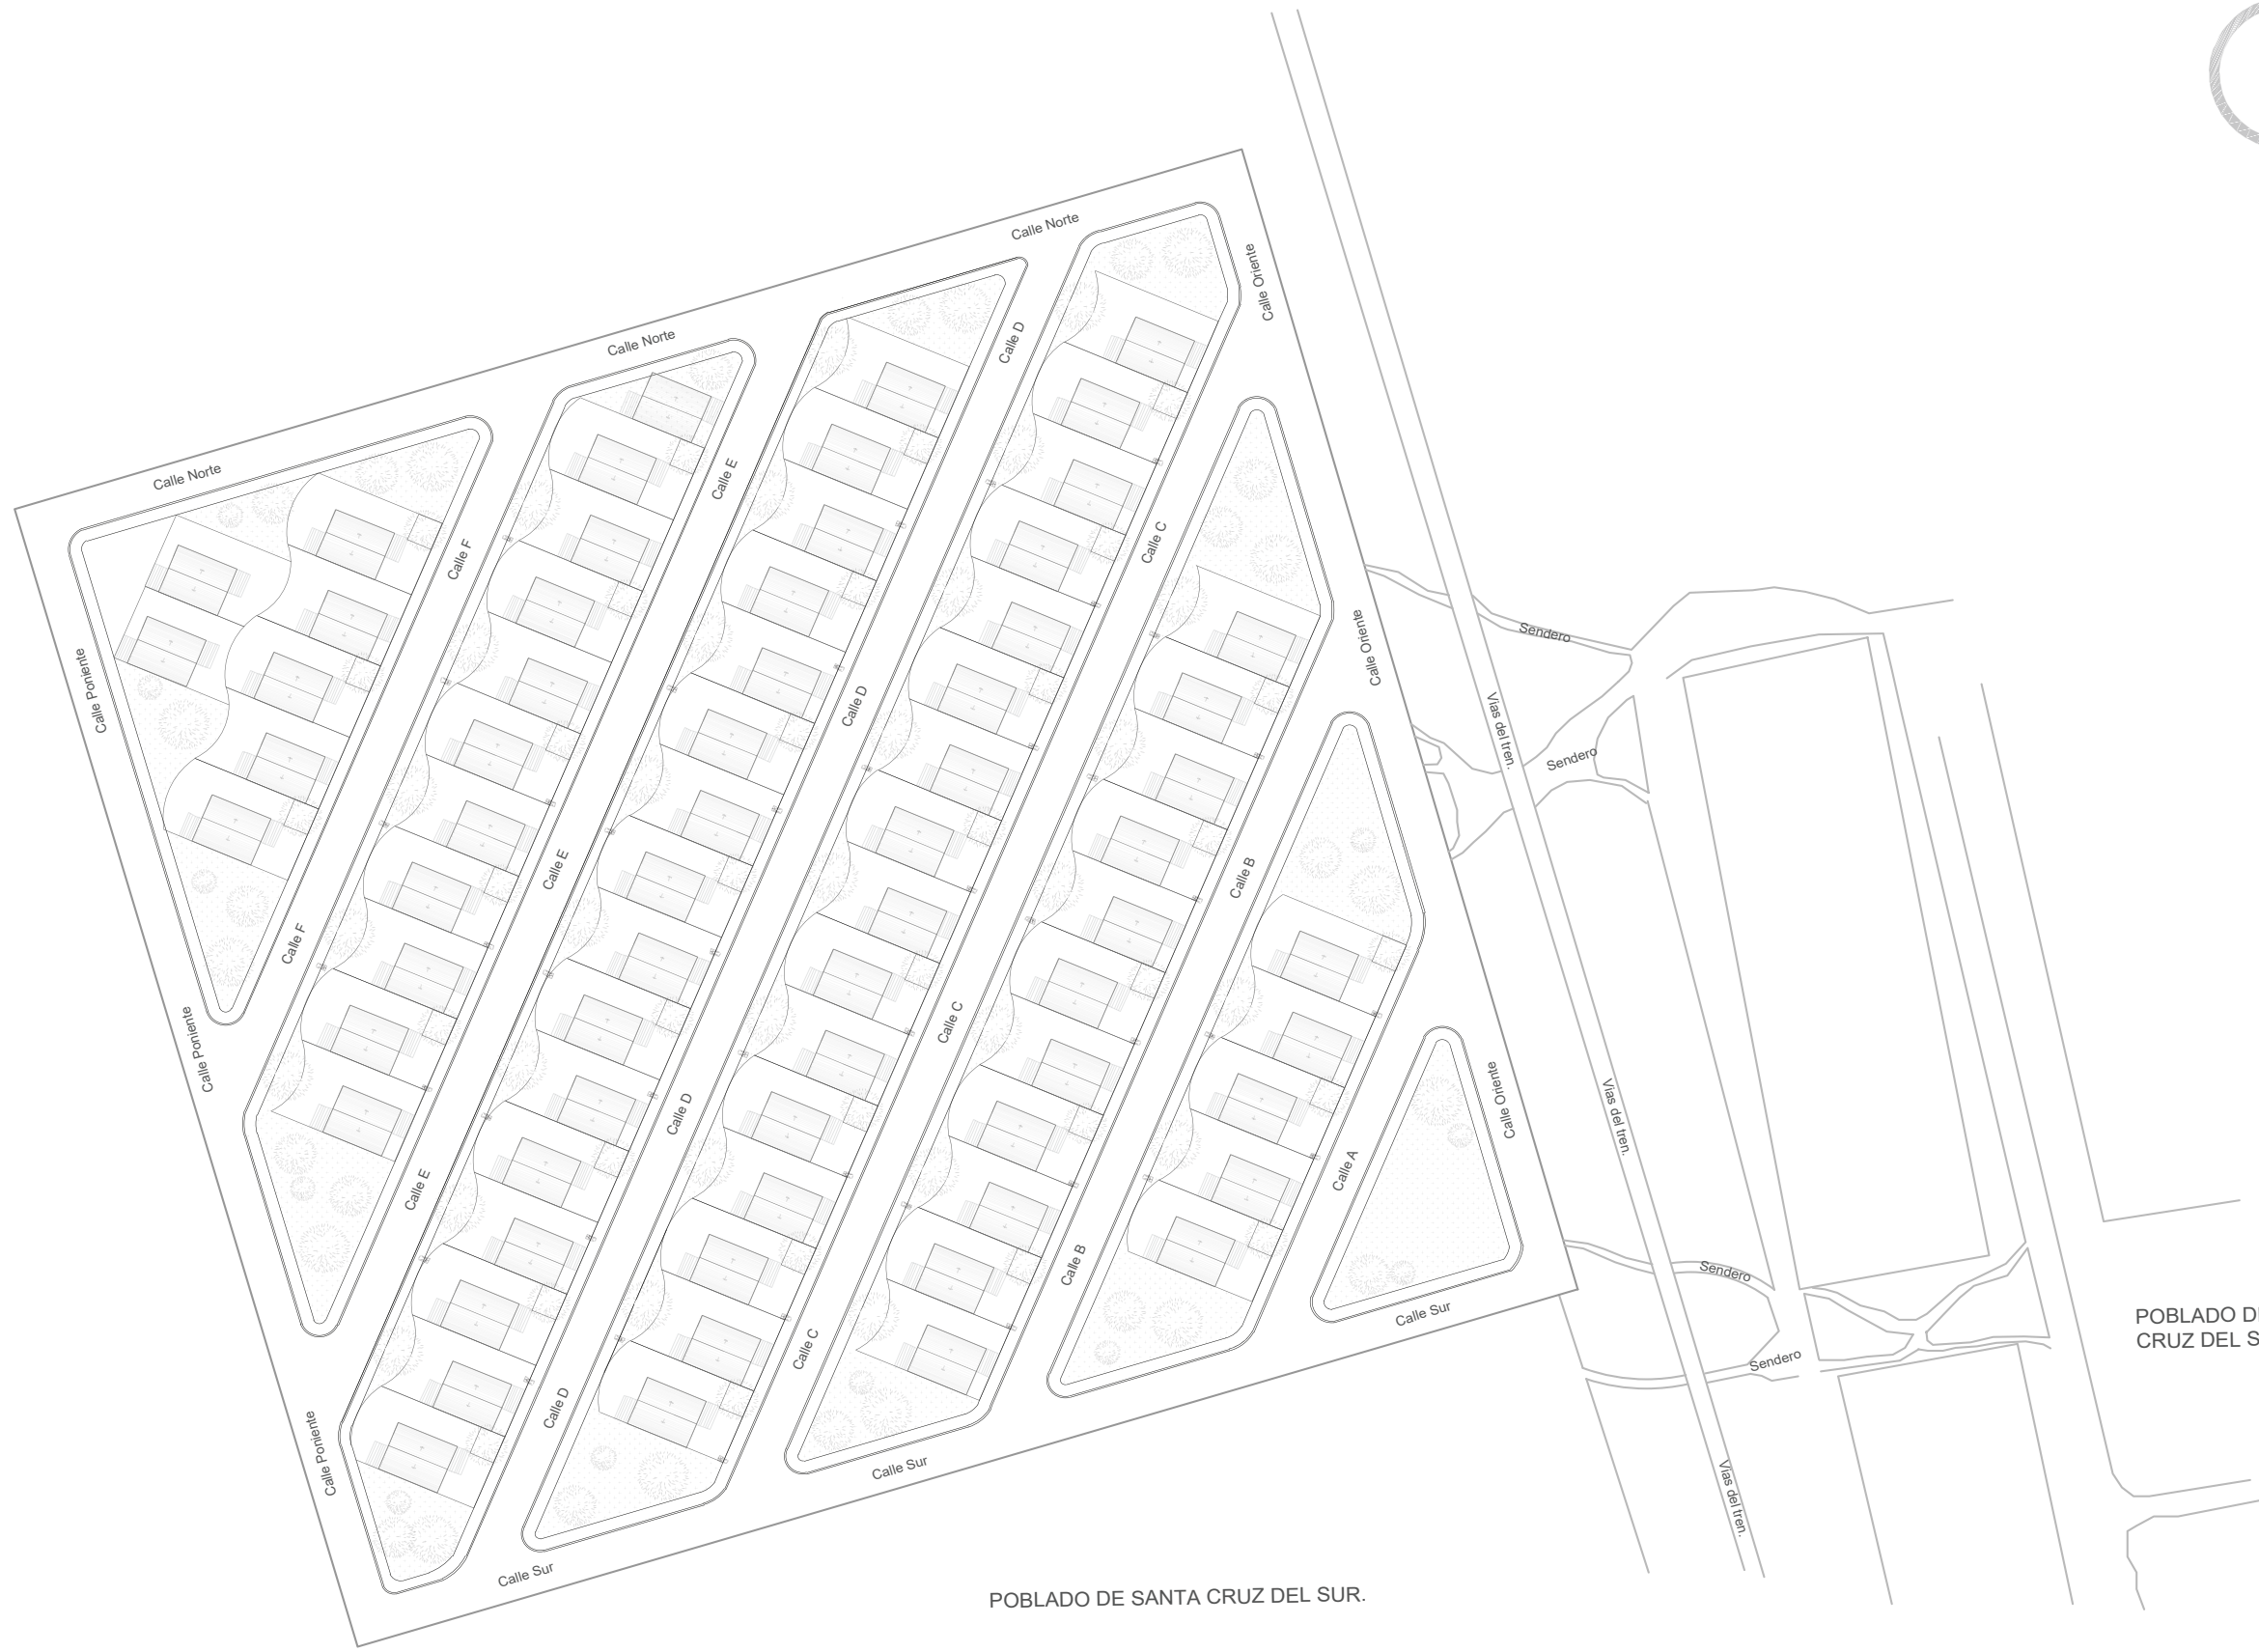 Calle Norte
Calle Oriente
Calle Norte
Calle D
Calle Norte
Calle E
Calle C
Calle F
Sendero
Calle Oriente
Calle Poniente
Calle D
Vías del tren.
Sendero
Calle E
Calle B
Calle F
Calle C
Calle Poniente
Calle D
Calle Oriente
Vías del tren.
Calle A
Calle E
Calle B
Sendero
Calle Sur
POBLADO D
CRUZ DEL S
Calle C
Sendero
Calle D
Calle Poniente
Calle Sur
Vías del tren.
Calle Sur
POBLADO DE SANTA CRUZ DEL SUR.